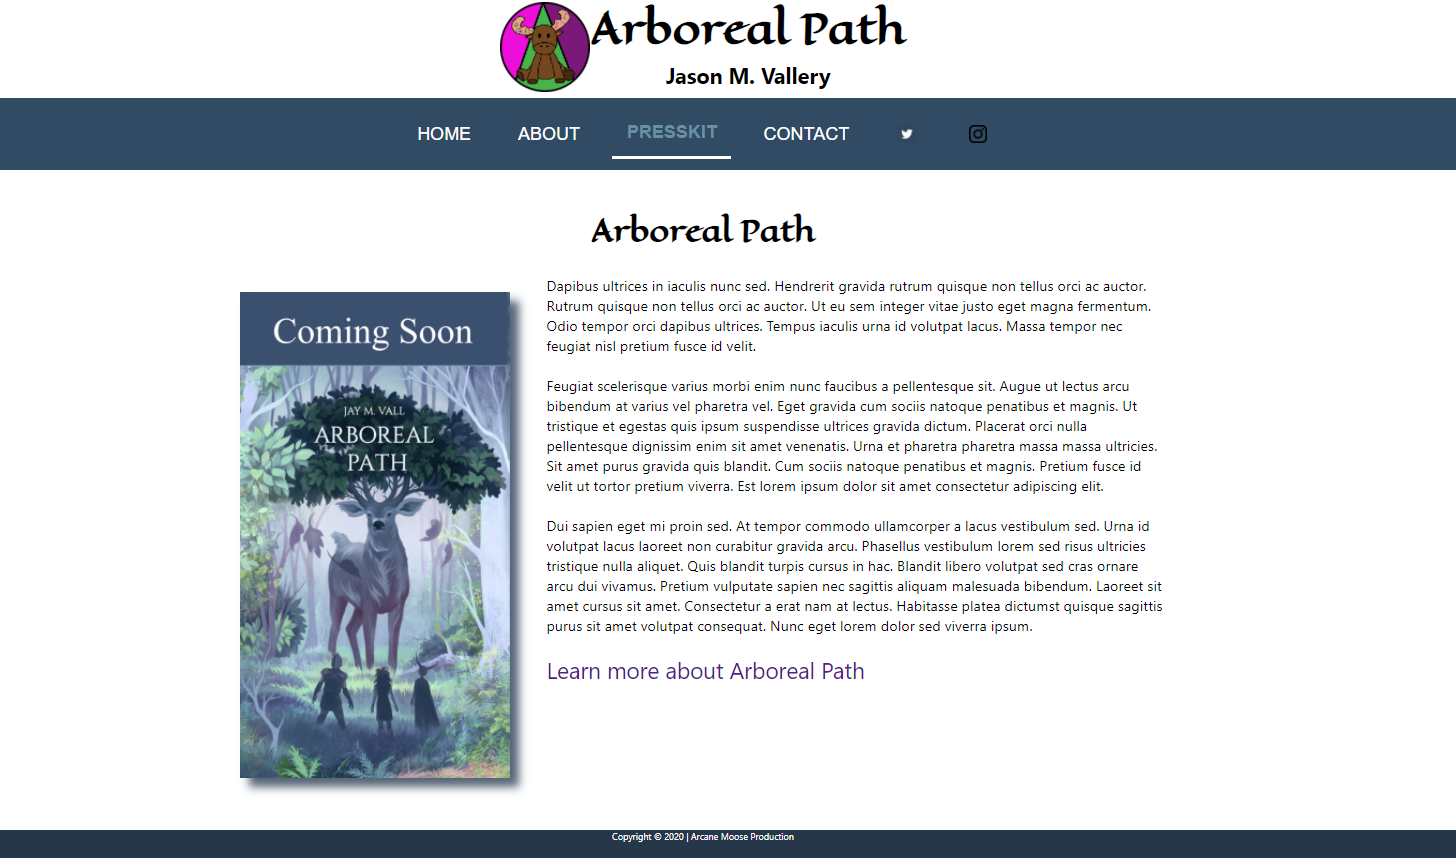 Arboreal Path
Jason M. Vallery
HOME ABOUT PRESSKIT CONTACT
Arboreal Path
Coming Soon
JAY M. VALL
ARBOREAL
PATH
Dapibus ultrices in iaculis nunc sed. Hendrerit gravida rutrum quisque non tellus orci ac auctor.
Rutrum quisque non tellus orci ac auctor. Ut eu sem integer vitae justo eget magna fermentum.
Odio tempor orci dapibus ultrices. Tempus iaculis urna id volutpat lacus. Massa tempor nec
feugiat nisl pretium fusce id velit.
Feugiat scelerisque varius morbi enim nunc faucibus a pellentesque sit. Augue ut lectus arcu
bibendum at varius vel pharetra vel. Eget gravida cum sociis natoque penatibus et magnis. Ut
tristique et egestas quis ipsum suspendisse ultrices gravida dictum. Placerat orci nulla
pellentesque dignissim enim sit amet venenatis. Urna et pharetra pharetra massa massa ultricies.
Sit amet purus gravida quis blandit. Cum sociis natoque penatibus et magnis. Pretium fusce id
velit ut tortor pretium viverra. Est lorem ipsum dolor sit amet consectetur adipiscing elit.
Dui sapien eget mi proin sed. At tempor commodo ullamcorper a lacus vestibulum sed. Urna id
volutpat lacus laoreet non curabitur gravida arcu. Phasellus vestibulum lorem sed risus ultricies
tristique nulla aliquet. Quis blandit turpis cursus in hac. Blandit libero volutpat sed cras ornare
arcu dui vivamus. Pretium vulputate sapien nec sagittis aliquam malesuada bibendum. Laoreet sit
amet cursus sit amet. Consectetur a erat nam at lectus. Habitasse platea dictumst quisque sagittis
purus sit amet volutpat consequat. Nunc eget lorem dolor sed viverra ipsum.
Learn more about Arboreal Path
Copyright © 2020 | Arcane Moose Production